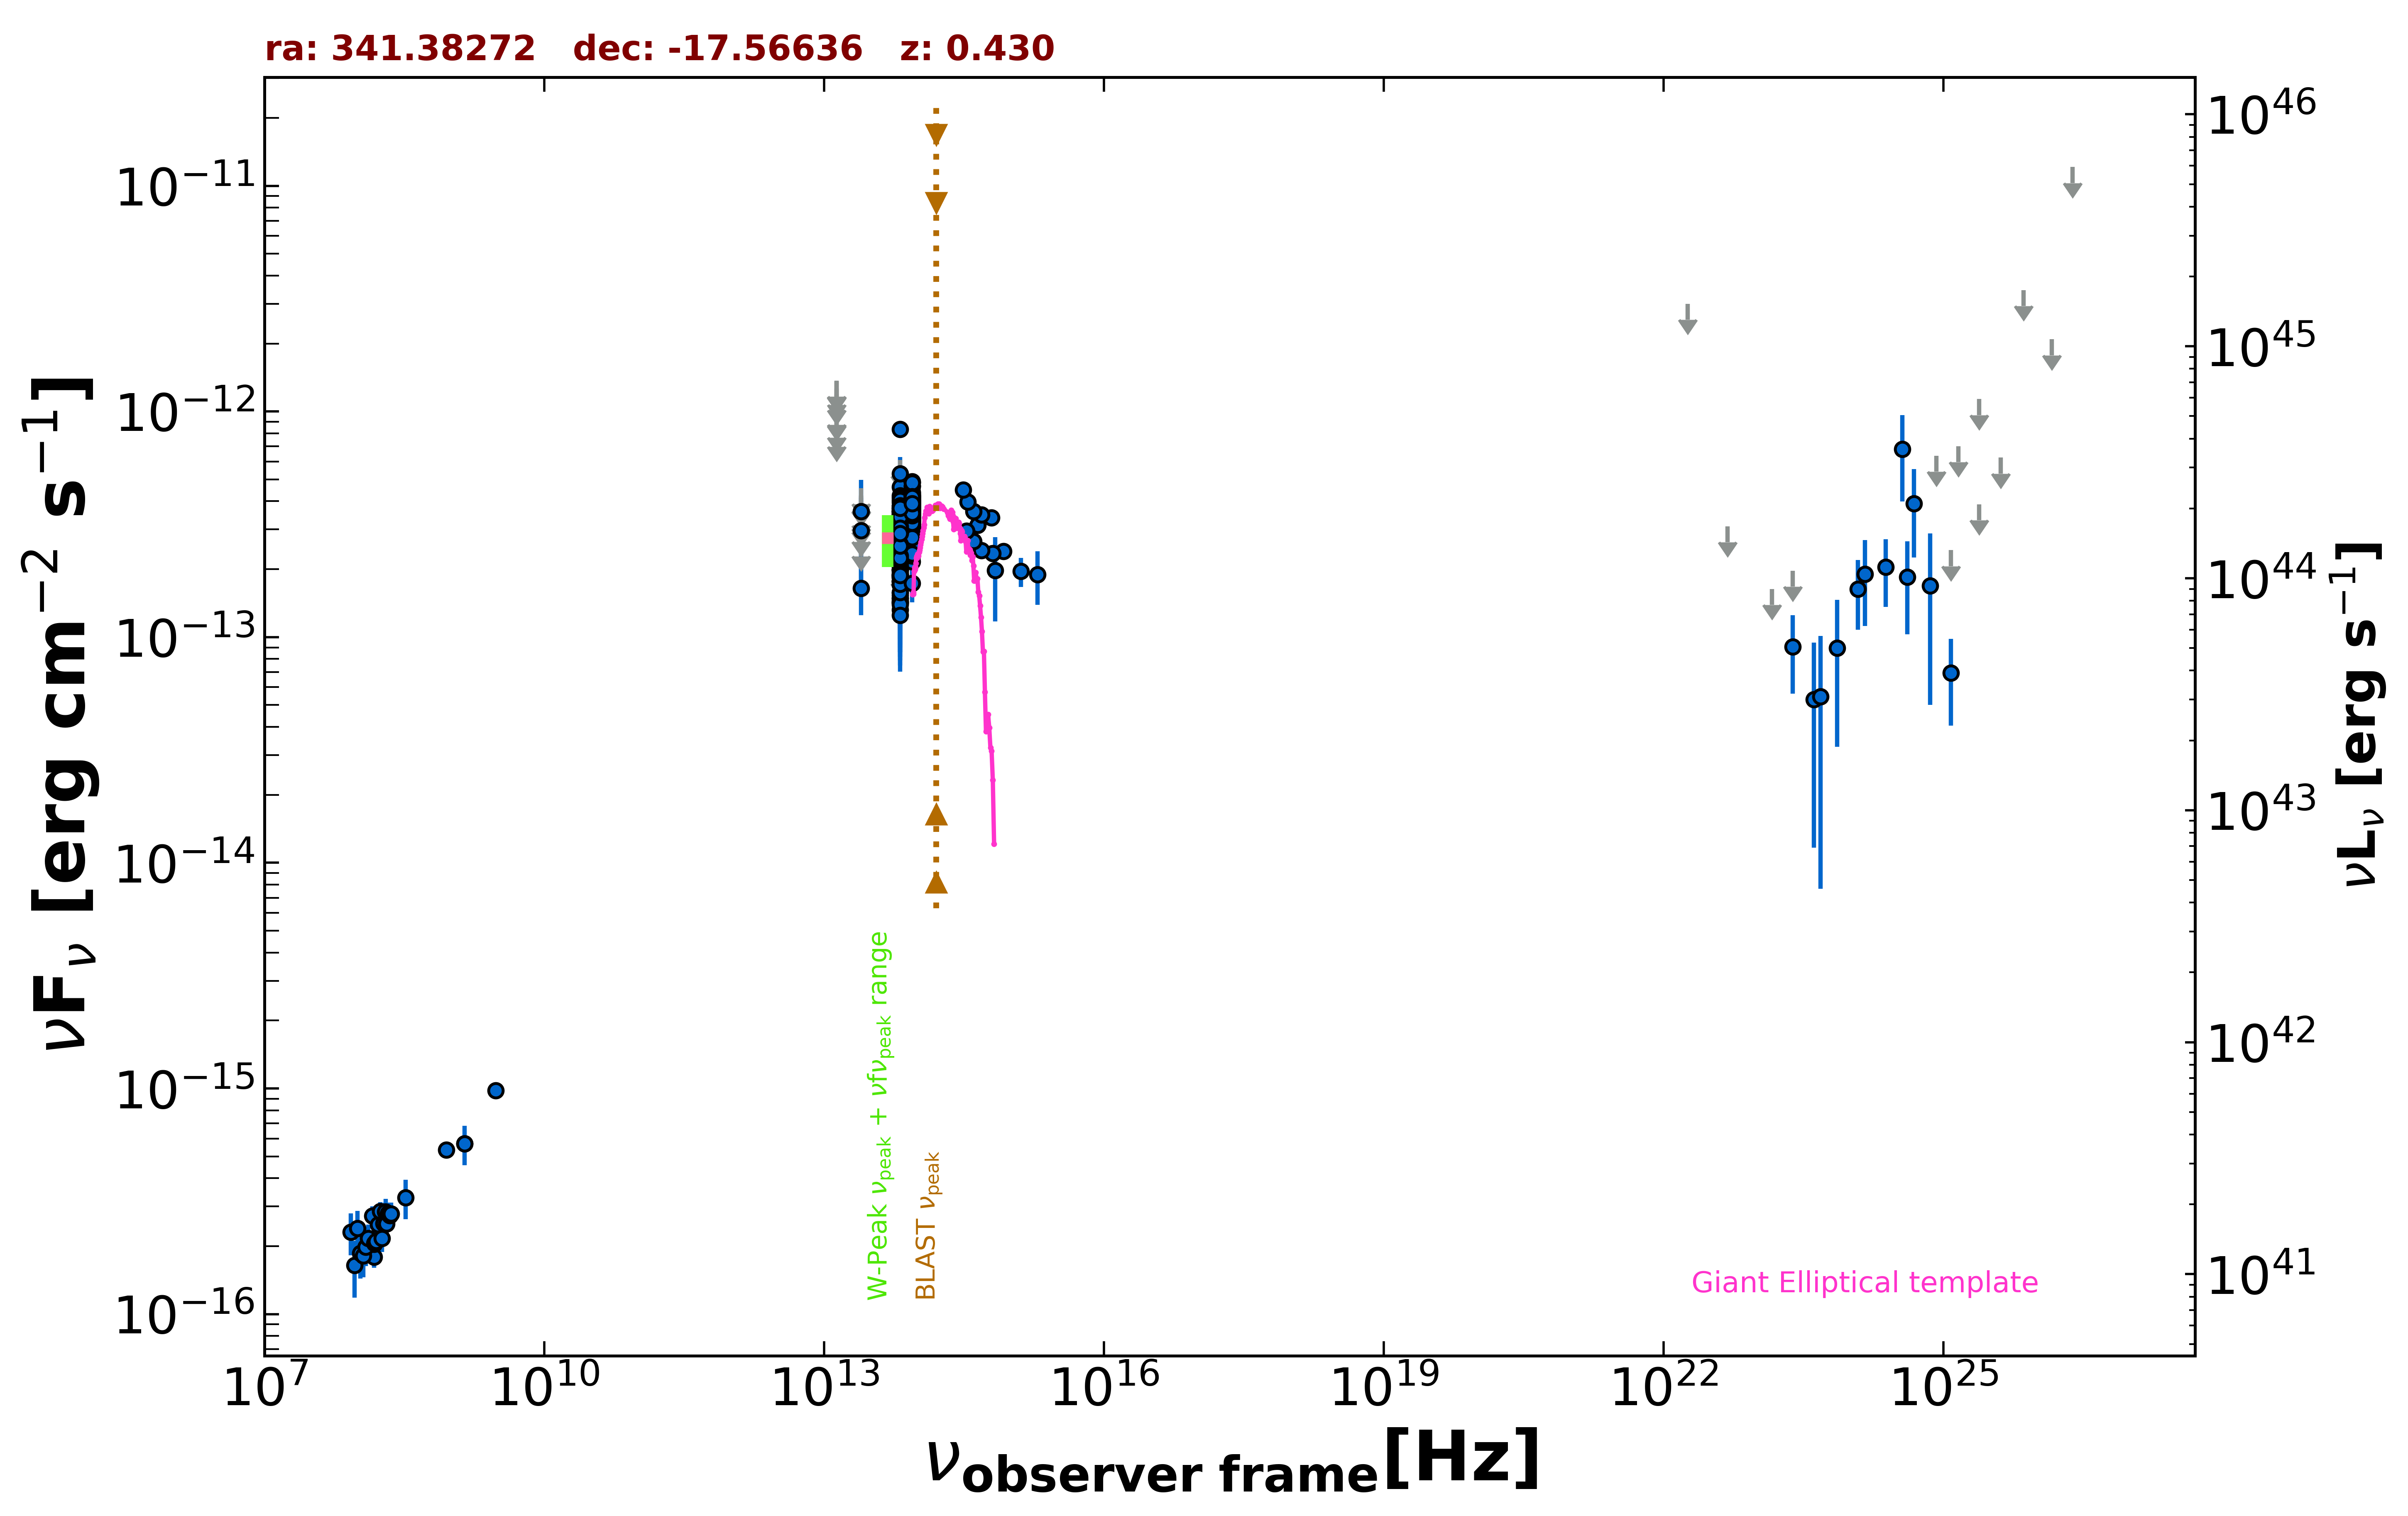 ra: 341.38272   dec: -17.56636   z: 0.430
νFν [erg cm−2 s−1]
10−11
10−12
10−13
10−14
10−15
10−16
1046
1045
1044
1043
1042
1041
νLν [erg s−1]
W-Peak νpeak + νfνpeak range
BLAST νpeak
Giant Elliptical template
107
1010
1013
1016
1019
1022
1025
νobserver frame[Hz]